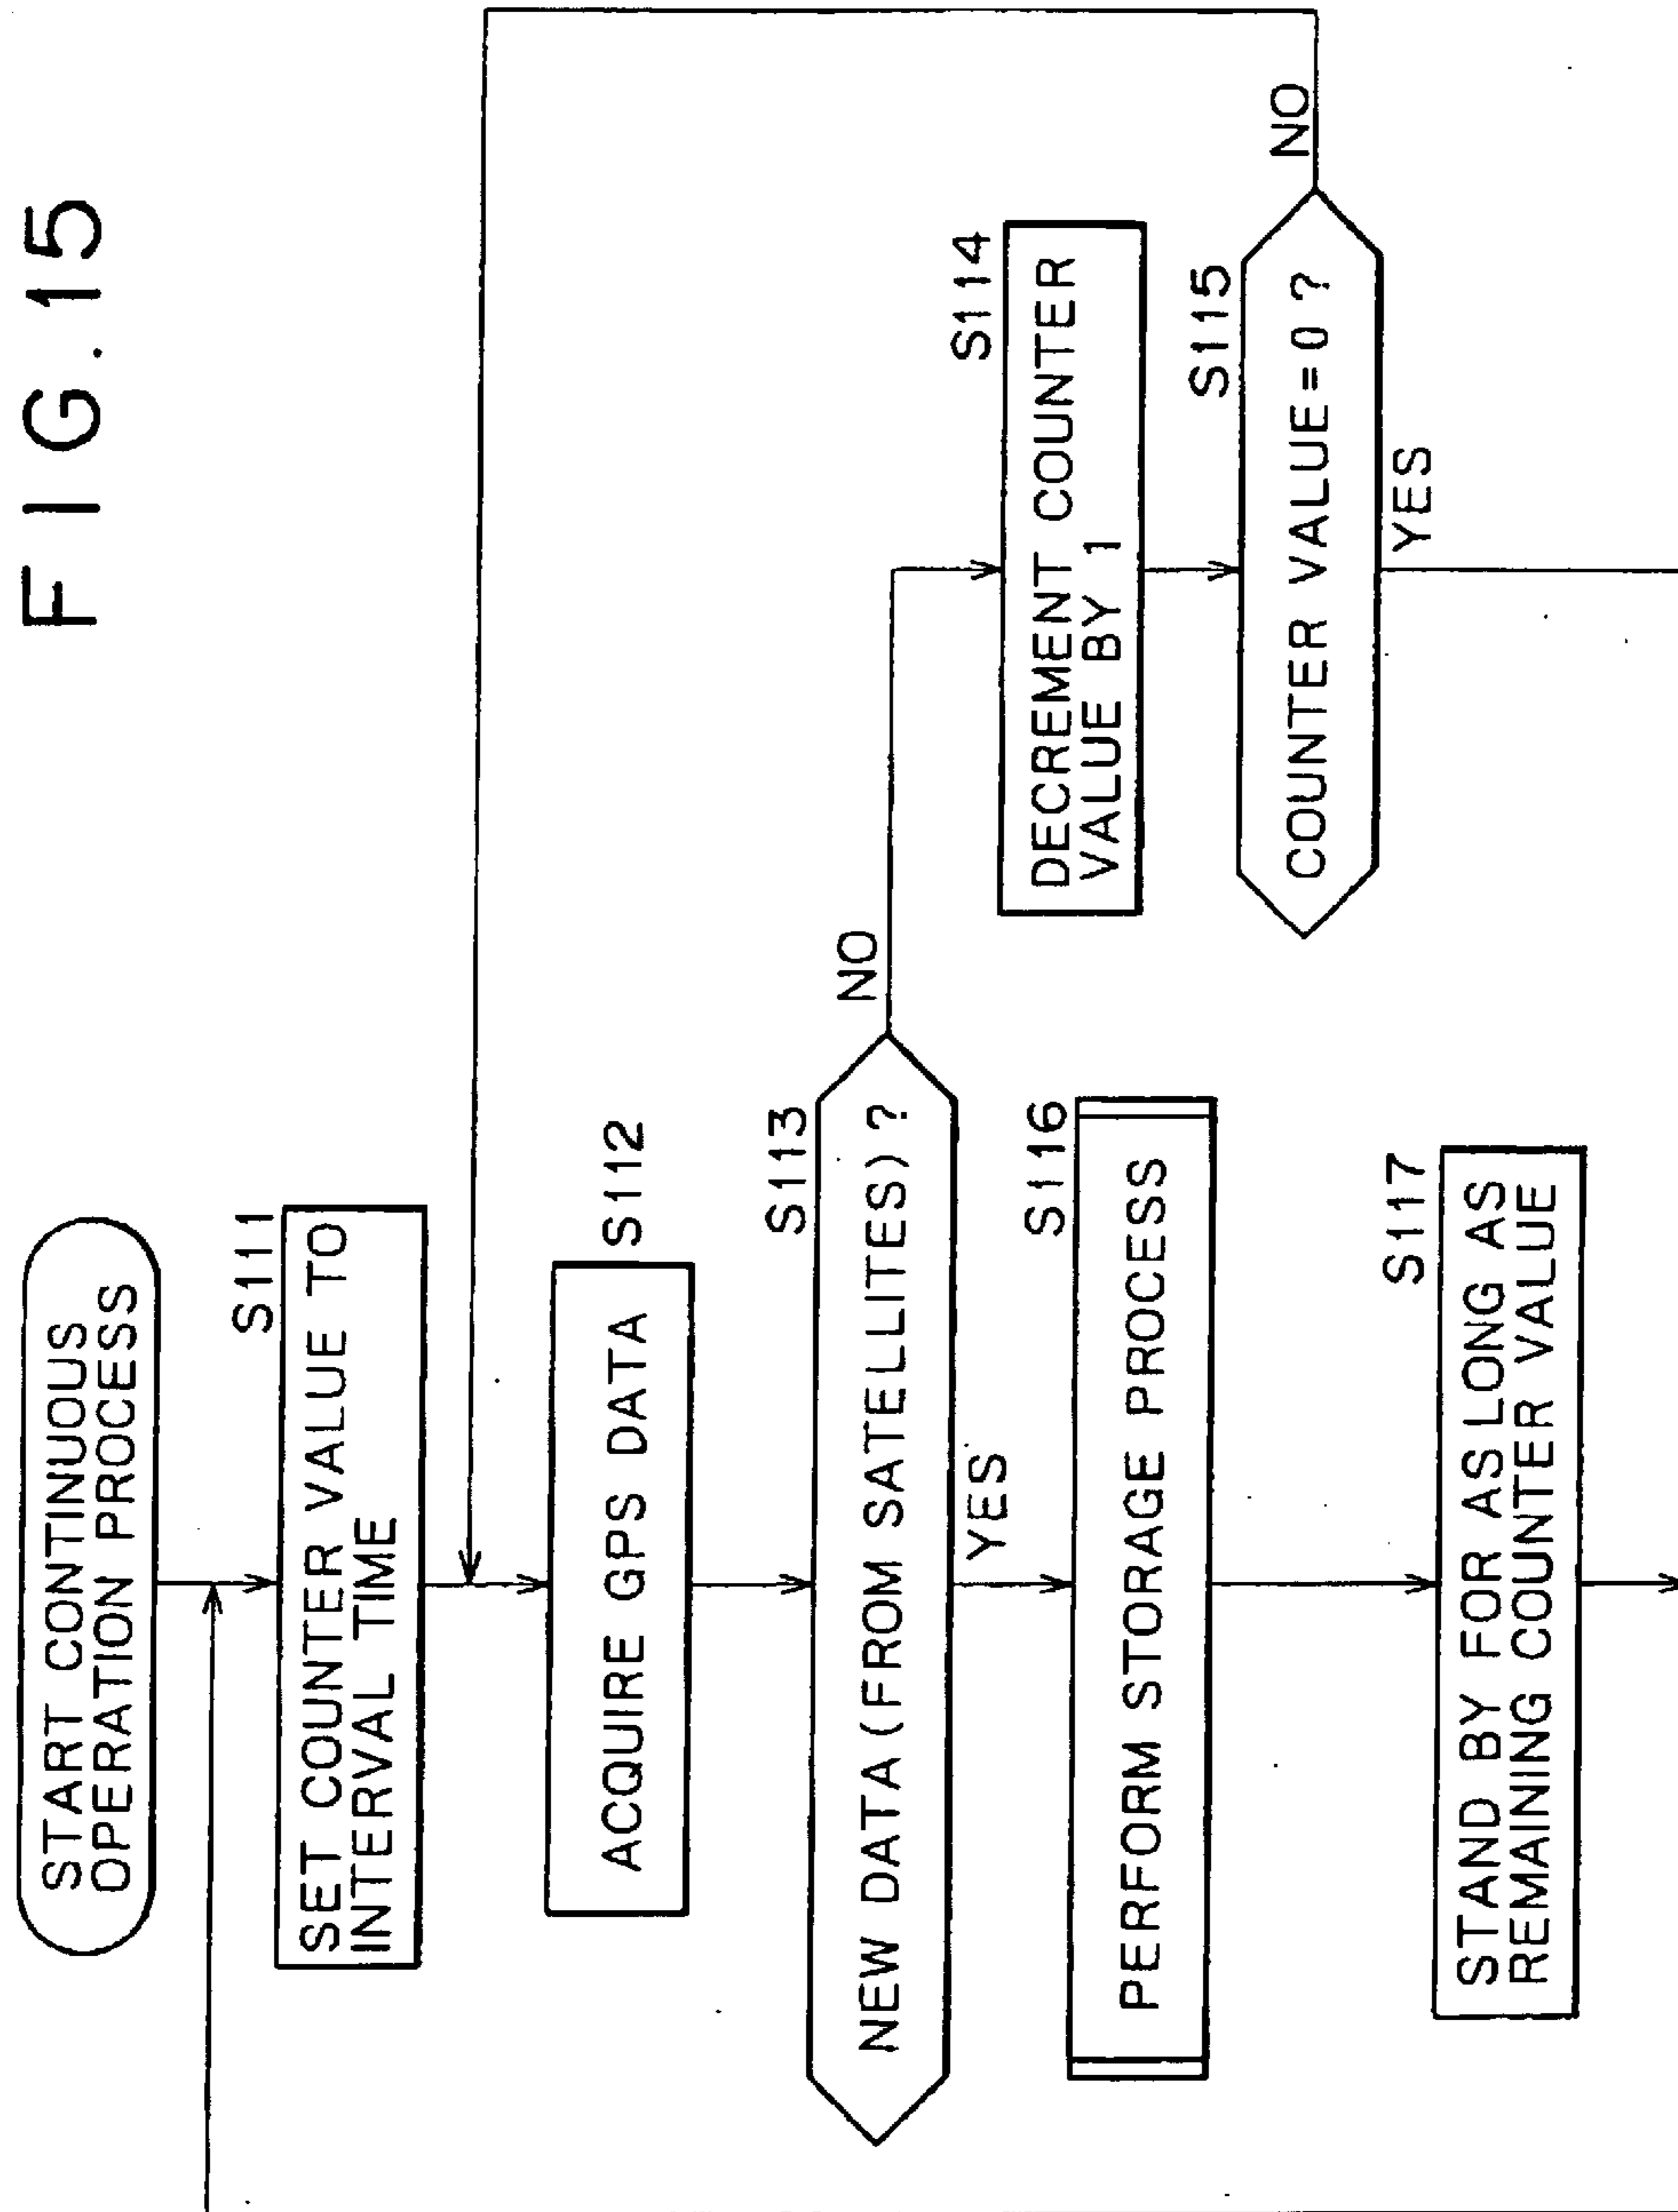 FIG.15
START CONTINUOUS
OPERATION PROCESS
S111
SET COUNTER VALUE TO
INTERVAL TIME
S112
ACQUIRE GPS DATA
S113
NEW DATA (FROM SATELLITES) ?
NO
YES
S114
DECREMENT COUNTER
VALUE BY 1
S115
COUNTER VALUE=0 ?
NO
YES
S116
PERFORM STORAGE PROCESS
S117
STAND BY FOR AS LONG AS
REMAINING COUNTER VALUE